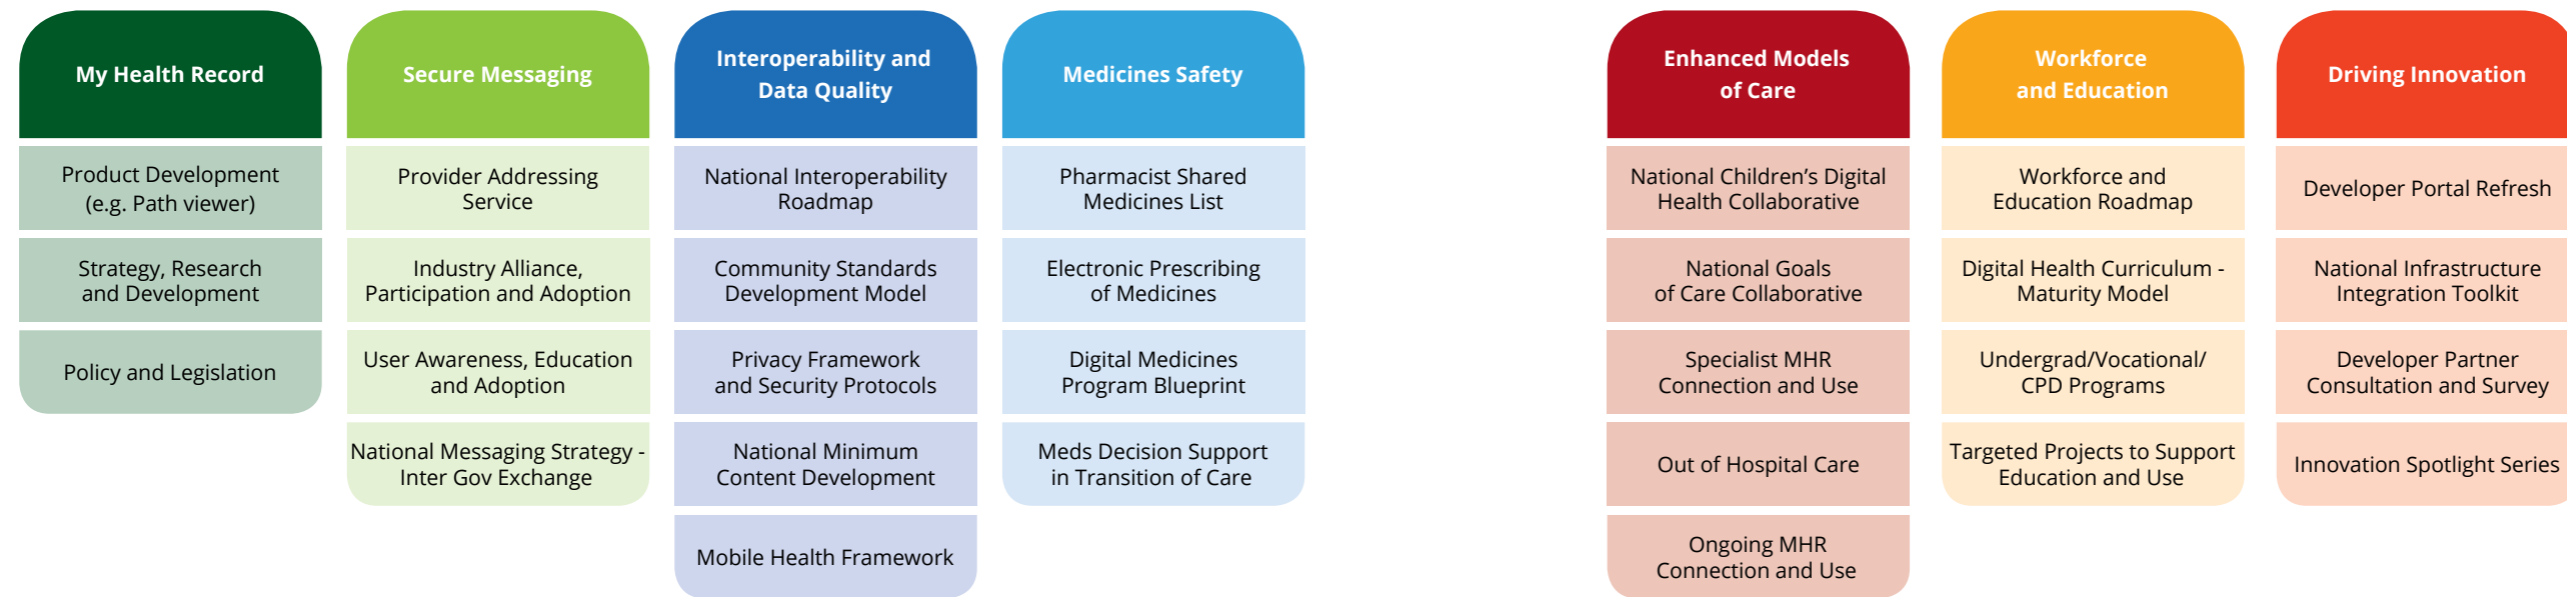 My Health Record
Product Development
(e.g. Path viewer)
Strategy, Research
and Development
Policy and Legislation
Secure Messaging
Provider Addressing
Service
Industry Alliance,
Participation and Adoption
User Awareness, Education
and Adoption
National Messaging Strategy -
Inter Gov Exchange
Interoperability and
Data Quality
National Interoperability
Roadmap
Community Standards
Development Model
Privacy Framework
and Security Protocols
National Minimum
Content Development
Mobile Health Framework
Medicines Safety
Pharmacist Shared
Medicines List
Electronic Prescribing
of Medicines
Digital Medicines
Program Blueprint
Meds Decision Support
in Transition of Care
Enhanced Models
of Care
National Children’s Digital
Health Collaborative
National Goals
of Care Collaborative
Specialist MHR
Connection and Use
Out of Hospital Care
Ongoing MHR
Connection and Use
Workforce
and Education
Workforce and
Education Roadmap
Digital Health Curriculum -
Maturity Model
Undergrad/Vocational/
CPD Programs
Targeted Projects to Support
Education and Use
Driving Innovation
Developer Portal Refresh
National Infrastructure
Integration Toolkit
Developer Partner
Consultation and Survey
Innovation Spotlight Series